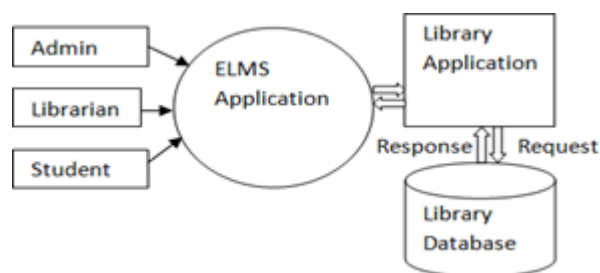 Admin
Librarian
Student
ELMS
Application
Library
Application
Response
Request
Library
Database